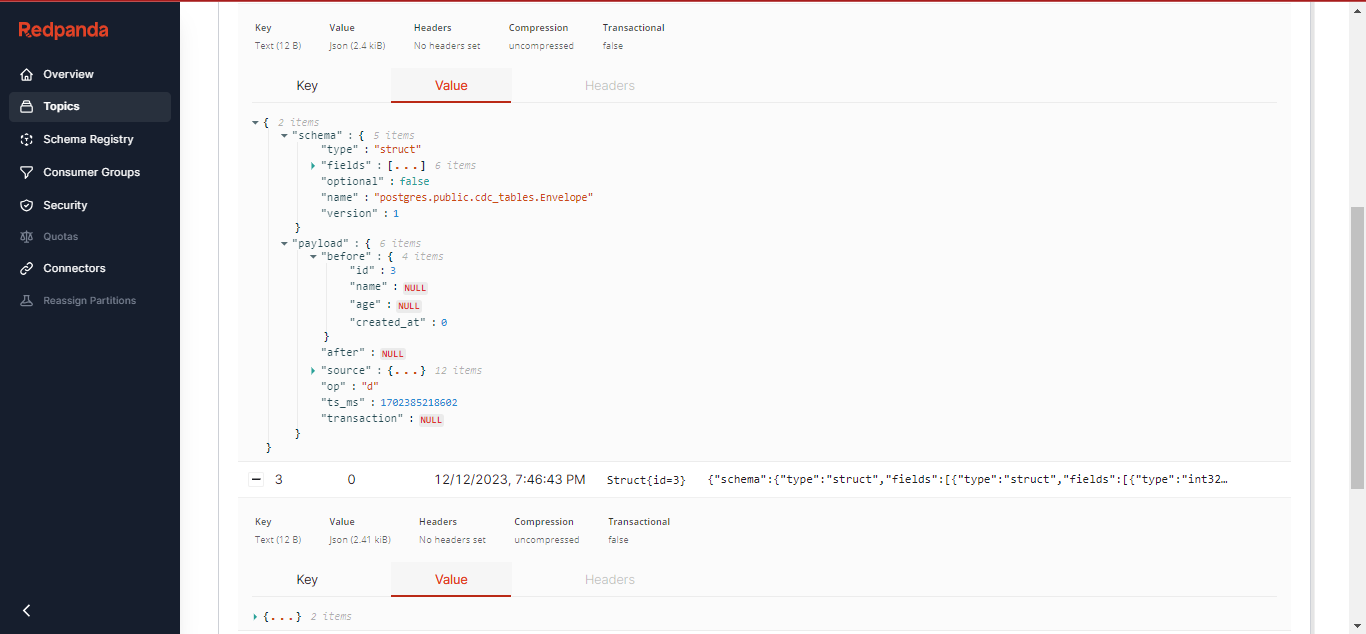 Redpanda
Overview
Topics
Schema Registry
Consumer Groups
Security
Quotas
Connectors
Reassign Partitions
Key Value Headers Compression Transactional
Text (12 B) Json (2.4 kiB) No headers set uncompressed false
Key Value Headers
{ 2 items
"schema" : { 5 items
"type" : "struct"
"fields" : [...] 6 items
"optional" : false
"name" : "postgres.public.cdc_tables.Envelope"
"version" : 1
}
"payload" : { 6 items
"before" : { 4 items
"id" : 3
"name" : NULL
"age" : NULL
"created_at" : 0
}
"after" : NULL
"source" : {...} 12 items
"op" : "d"
"ts_ms" : 1702385218602
"transaction" : NULL
}
}
3 0 12/12/2023, 7:46:43 PM Struct{id=3} {"schema":{"type":"struct","fields":[{"type":"struct","fields":[{"type":"int32…
Key Value Headers Compression Transactional
Text (12 B) Json (2.41 kiB) No headers set uncompressed false
Key Value Headers
{...} 2 items